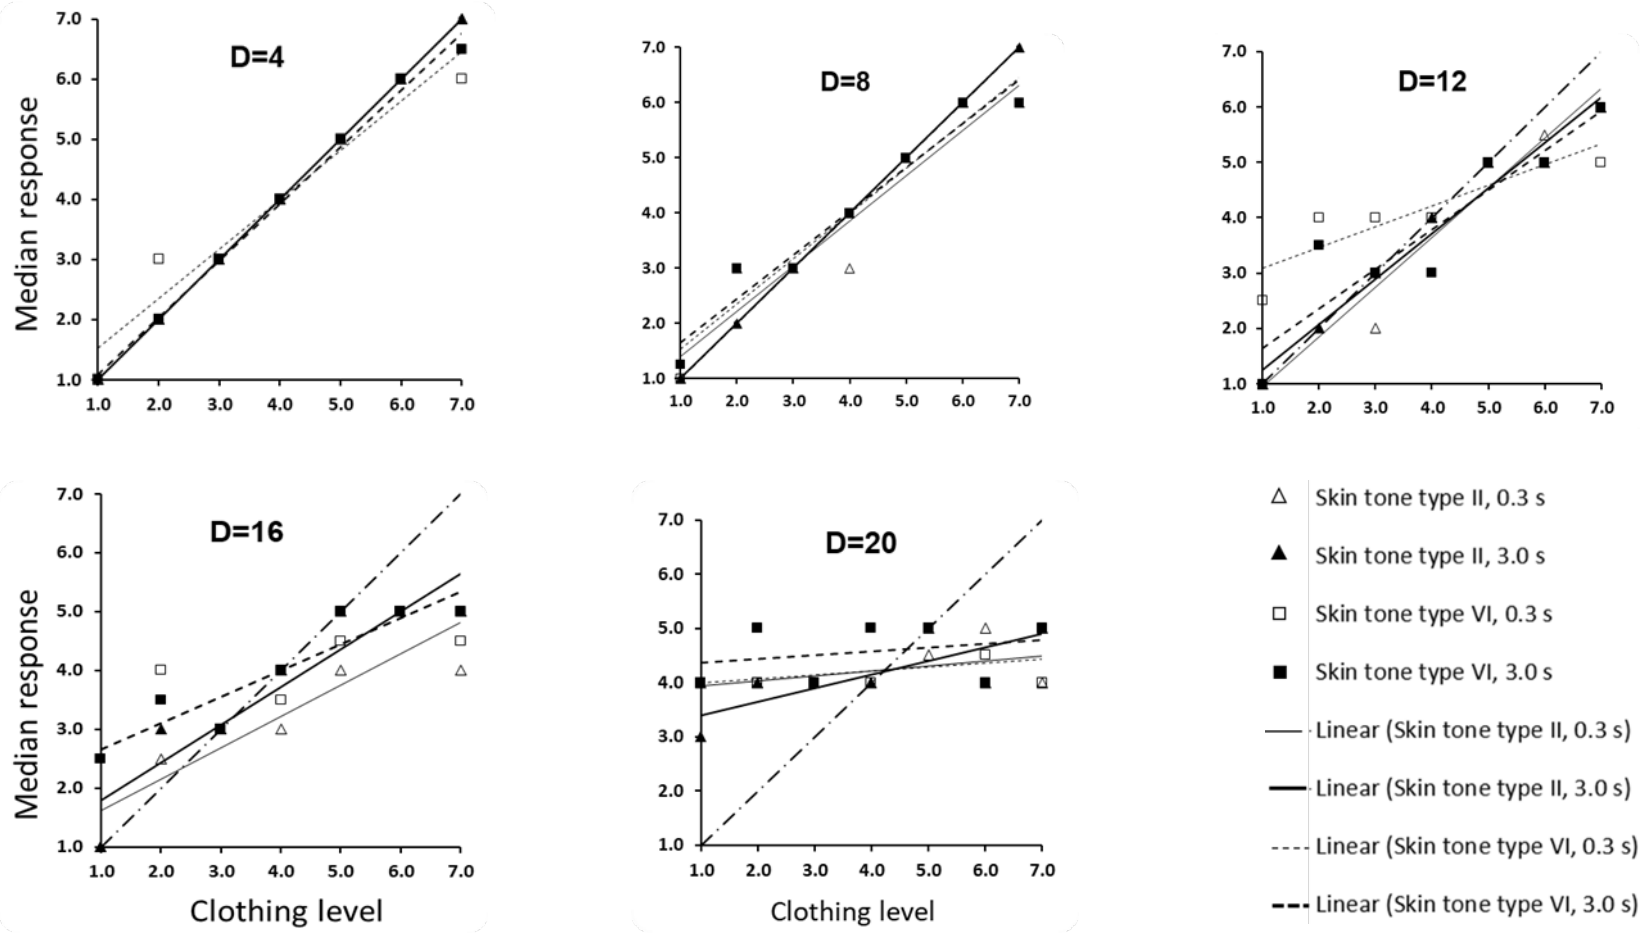 D=4
Median response
7.0
6.0
5.0
4.0
3.0
2.0
1.0
1.0 2.0 3.0 4.0 5.0 6.0 7.0
D=8
7.0
6.0
5.0
4.0
3.0
2.0
1.0
1.0 2.0 3.0 4.0 5.0 6.0 7.0
D=12
7.0
6.0
5.0
4.0
3.0
2.0
1.0
1.0 2.0 3.0 4.0 5.0 6.0 7.0
D=16
Median response
7.0
6.0
5.0
4.0
3.0
2.0
1.0
1.0 2.0 3.0 4.0 5.0 6.0 7.0
Clothing level
D=20
7.0
6.0
5.0
4.0
3.0
2.0
1.0
1.0 2.0 3.0 4.0 5.0 6.0 7.0
Clothing level
Skin tone type II, 0.3 s
Skin tone type II, 3.0 s
Skin tone type VI, 0.3 s
Skin tone type VI, 3.0 s
Linear (Skin tone type II, 0.3 s)
Linear (Skin tone type II, 3.0 s)
Linear (Skin tone type VI, 0.3 s)
Linear (Skin tone type VI, 3.0 s)